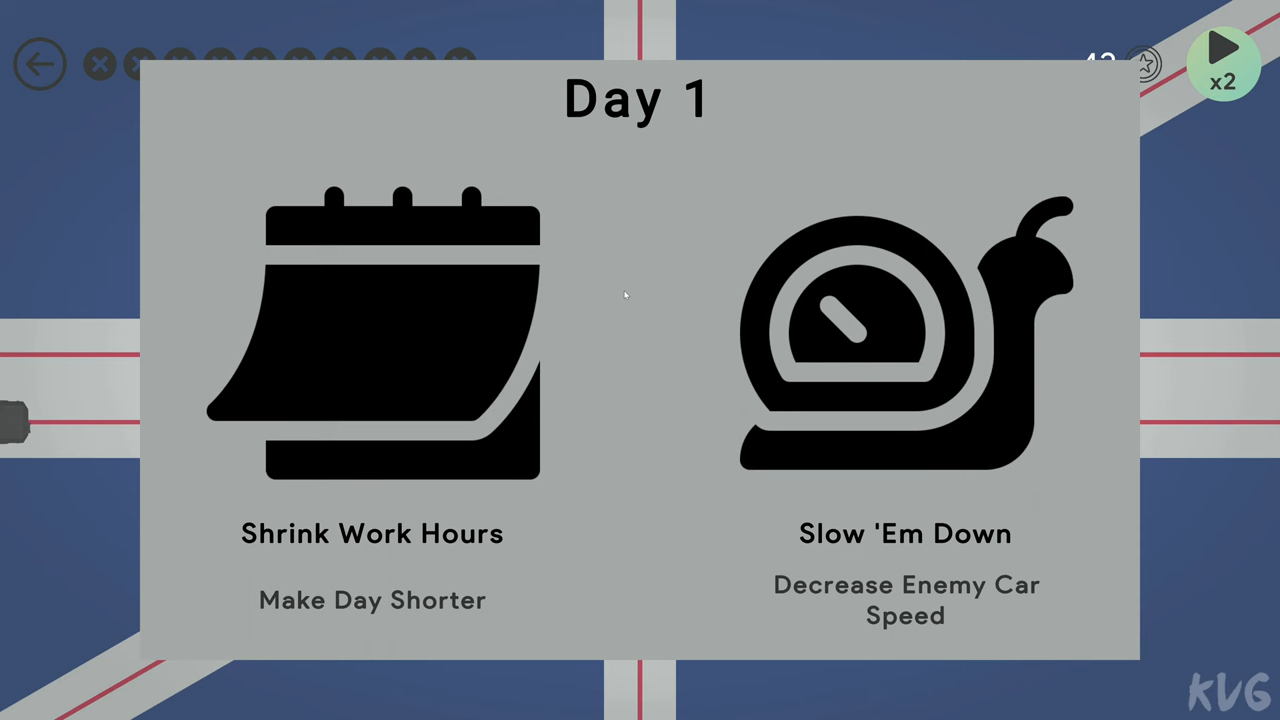 Day 1
x2
Shrink Work Hours
Make Day Shorter
Slow 'Em Down
Decrease Enemy Car
Speed
KVG